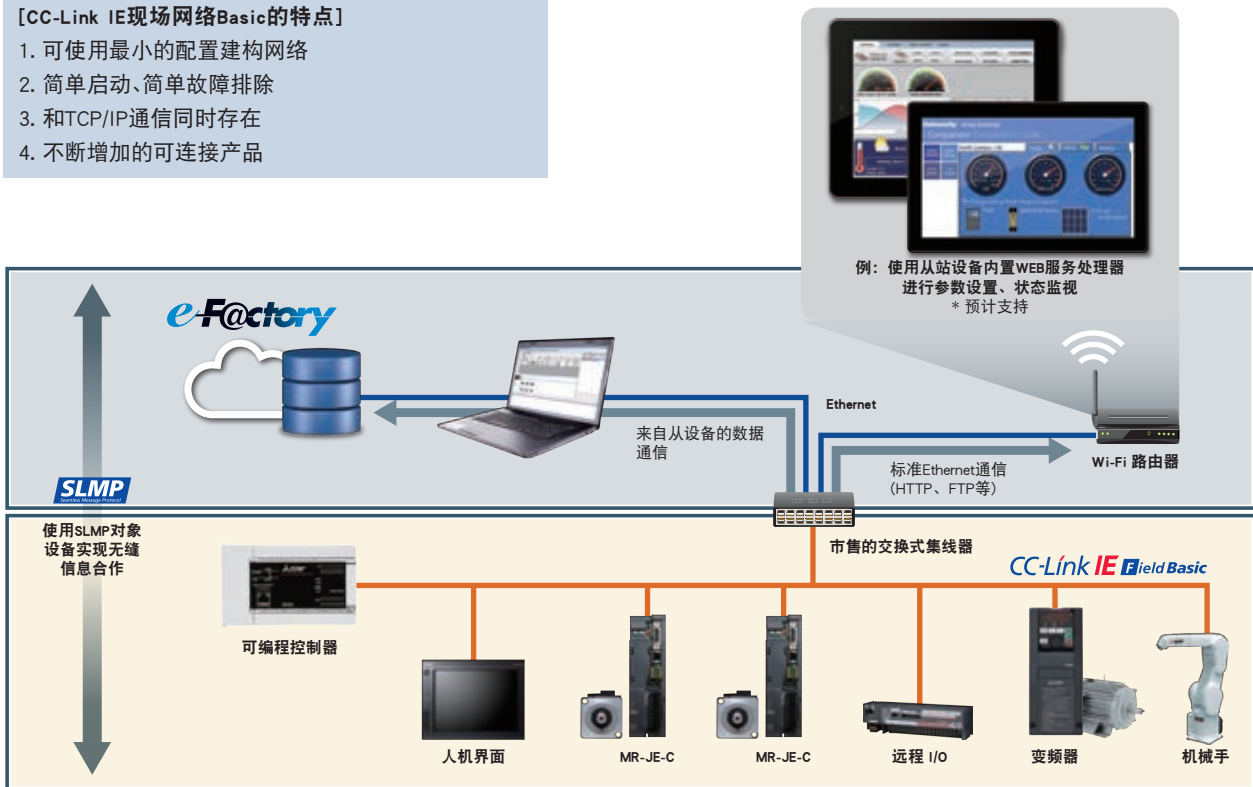 [CC-Link IE现场网络Basic的特点]
1. 可使用最小的配置建构网络
2. 简单启动、简单故障排除
3. 和TCP/IP通信同时存在
4. 不断增加的可连接产品
例：使用从站设备内置WEB服务处理器
进行参数设置、状态监视
* 预计支持
e-F@ctory
Ethernet
来自从设备的数据
通信
标准Ethernet通信
(HTTP、FTP等)
Wi-Fi 路由器
SLMP
Seamless Message Protocol
使用SLMP对象
设备实现无缝
信息合作
市售的交换式集线器
CC-Link IE Field Basic
可编程控制器
人机界面
MR-JE-C
MR-JE-C
远程 I/O
变频器
机械手